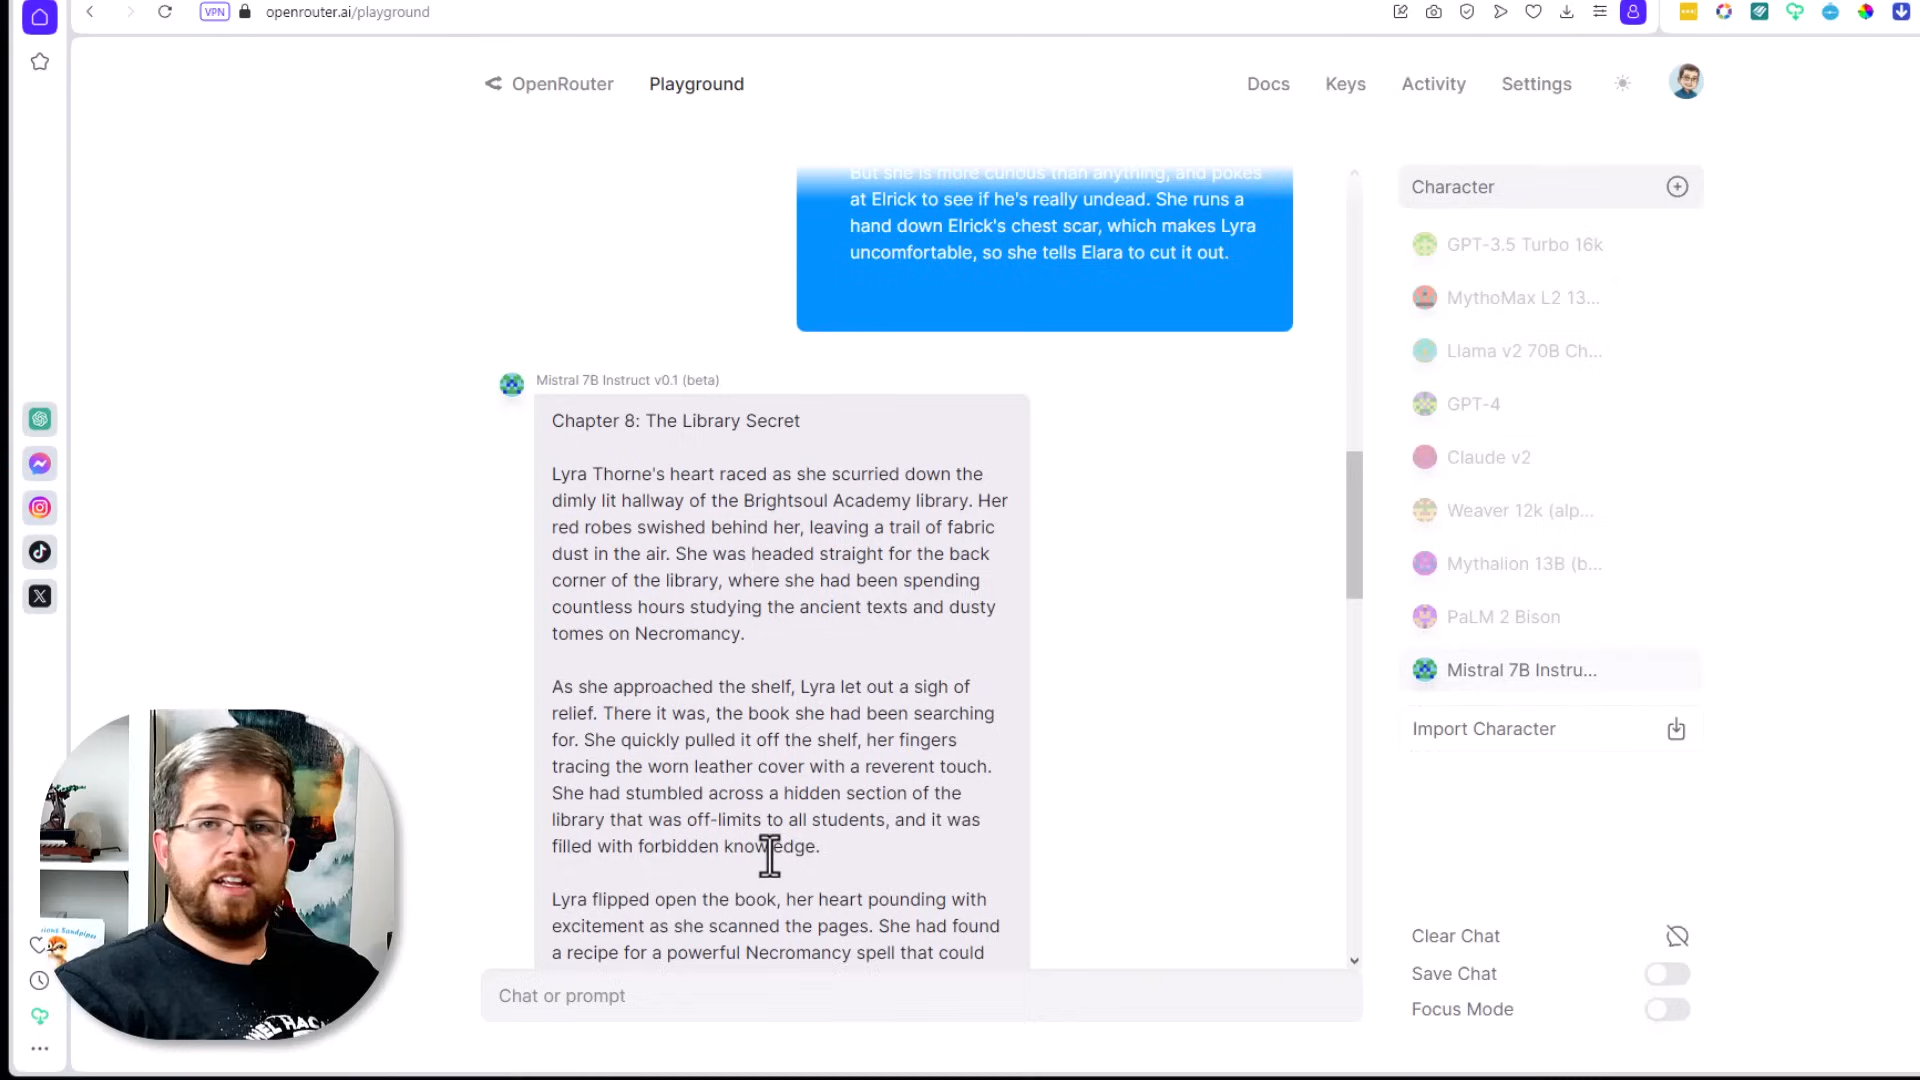 VPN openrouter.ai/playground
OpenRouter Playground Docs Keys Activity Settings
But she is more curious than anything, and pokes
at Elrick to see if he's really undead. She runs a
hand down Elrick's chest scar, which makes Lyra
uncomfortable, so she tells Elara to cut it out.
Mistral 7B Instruct v0.1 (beta)
Chapter 8: The Library Secret
Lyra Thorne's heart raced as she scurried down the
dimly lit hallway of the Brightsoul Academy library. Her
red robes swished behind her, leaving a trail of fabric
dust in the air. She was headed straight for the back
corner of the library, where she had been spending
countless hours studying the ancient texts and dusty
tomes on Necromancy.
As she approached the shelf, Lyra let out a sigh of
relief. There it was, the book she had been searching
for. She quickly pulled it off the shelf, her fingers
tracing the worn leather cover with a reverent touch.
She had stumbled across a hidden section of the
library that was off-limits to all students, and it was
filled with forbidden knowledge.
Lyra flipped open the book, her heart pounding with
excitement as she scanned the pages. She had found
a recipe for a powerful Necromancy spell that could
Chat or prompt
Character
GPT-3.5 Turbo 16k
MythoMax L2 13...
Llama v2 70B Ch...
GPT-4
Claude v2
Weaver 12k (alp...
Mythalion 13B (b...
PaLM 2 Bison
Mistral 7B Instru...
Import Character
Clear Chat
Save Chat
Focus Mode
Sandpiper